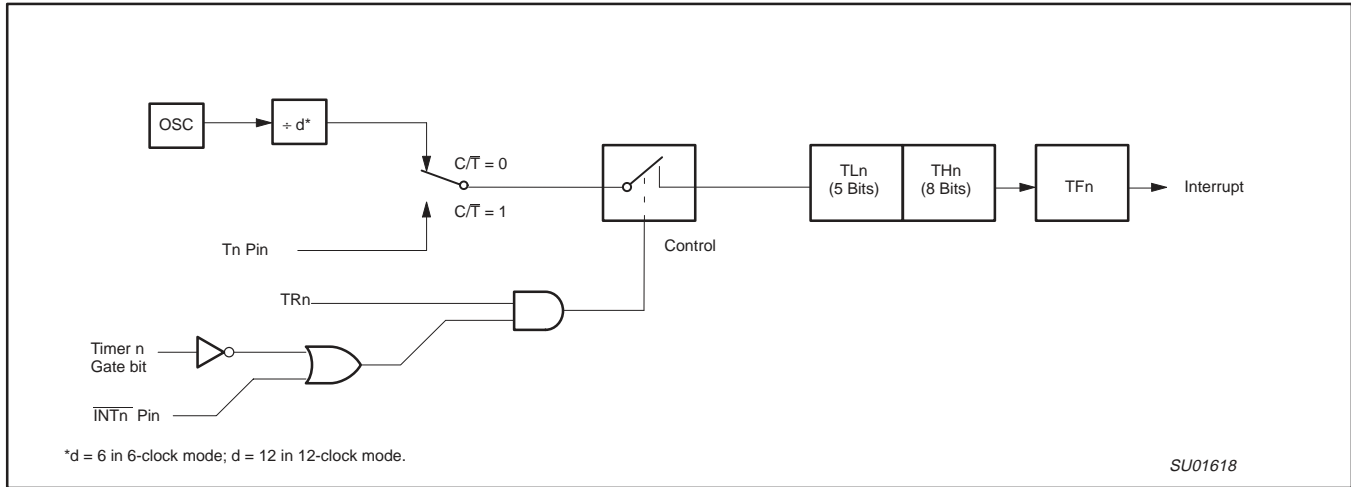 OSC
÷ d*
C/T̅ = 0
C/T̅ = 1
Tn Pin
Control
TLn
(5 Bits)
THn
(8 Bits)
TFn
Interrupt
TRn
Timer n
Gate bit
I̅N̅T̅n̅ Pin
*d = 6 in 6-clock mode; d = 12 in 12-clock mode.
SU01618